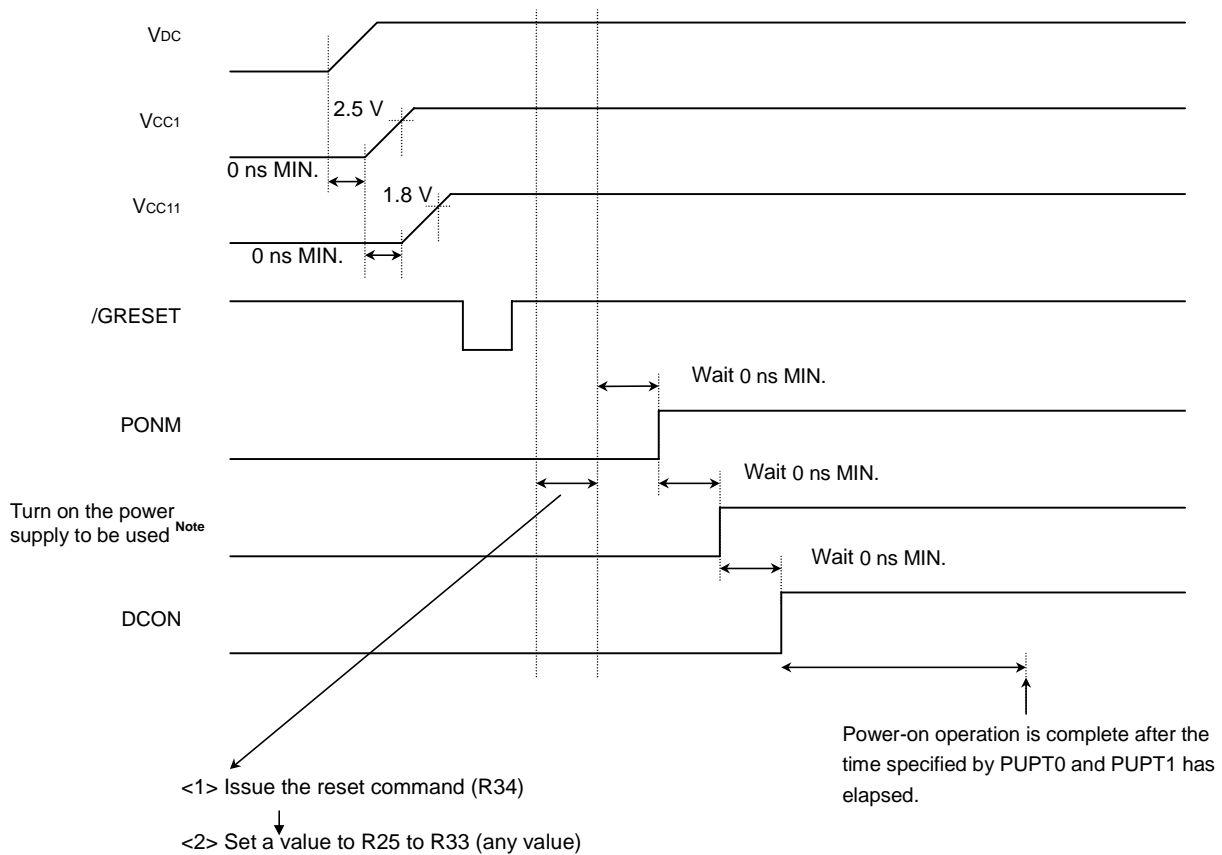 VDC
2.5 V
VCC1
0 ns MIN.
1.8 V
VCC11
0 ns MIN.
/GRESET
Wait 0 ns MIN.
PONM
Wait 0 ns MIN.
Turn on the power
supply to be used Note
Wait 0 ns MIN.
DCON
Power-on operation is complete after the
time specified by PUPT0 and PUPT1 has
elapsed.
<1> Issue the reset command (R34)
<2> Set a value to R25 to R33 (any value)